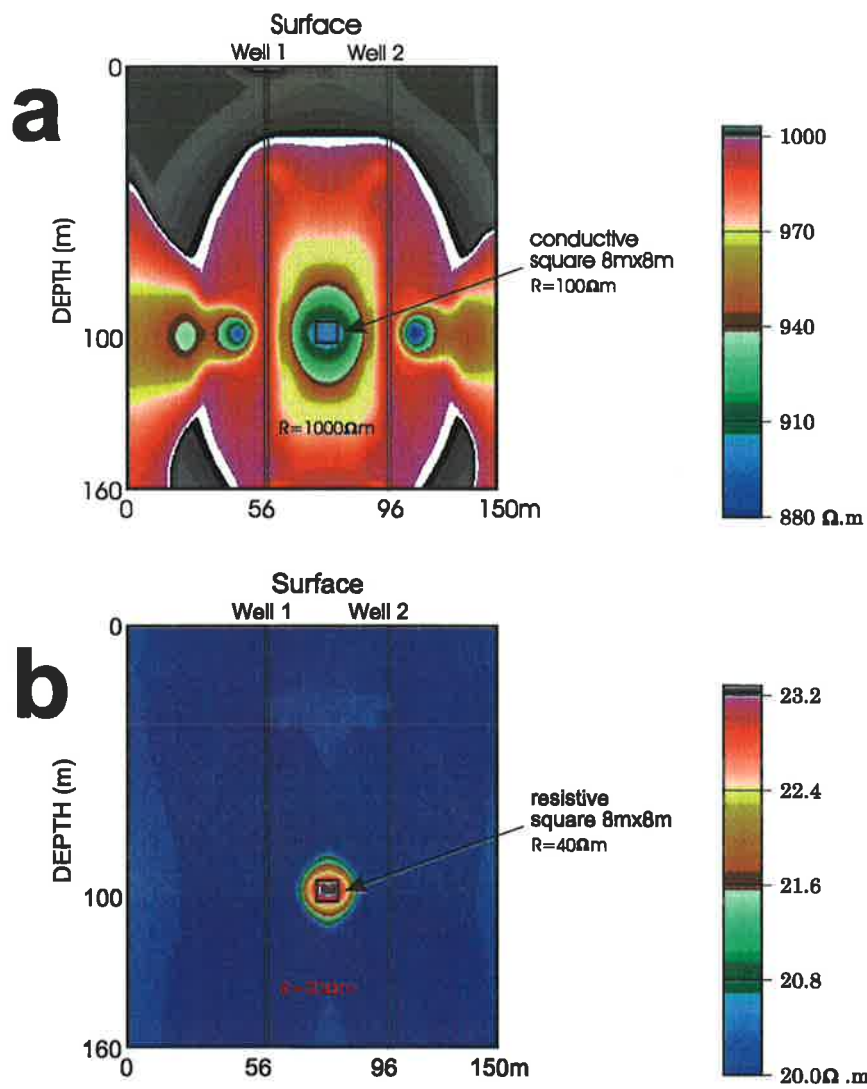 a
Surface
Well 1 Well 2
0
DEPTH (m)
100
160
0 56 96 150m
conductive
square 8mx8m
R=100Ωm
R=1000Ωm
1000
970
940
910
880 Ω.m
b
Surface
Well 1 Well 2
0
DEPTH (m)
100
160
0 56 96 150m
resistive
square 8mx8m
R=40Ωm
23.2
22.4
21.6
20.8
20.0Ω .m